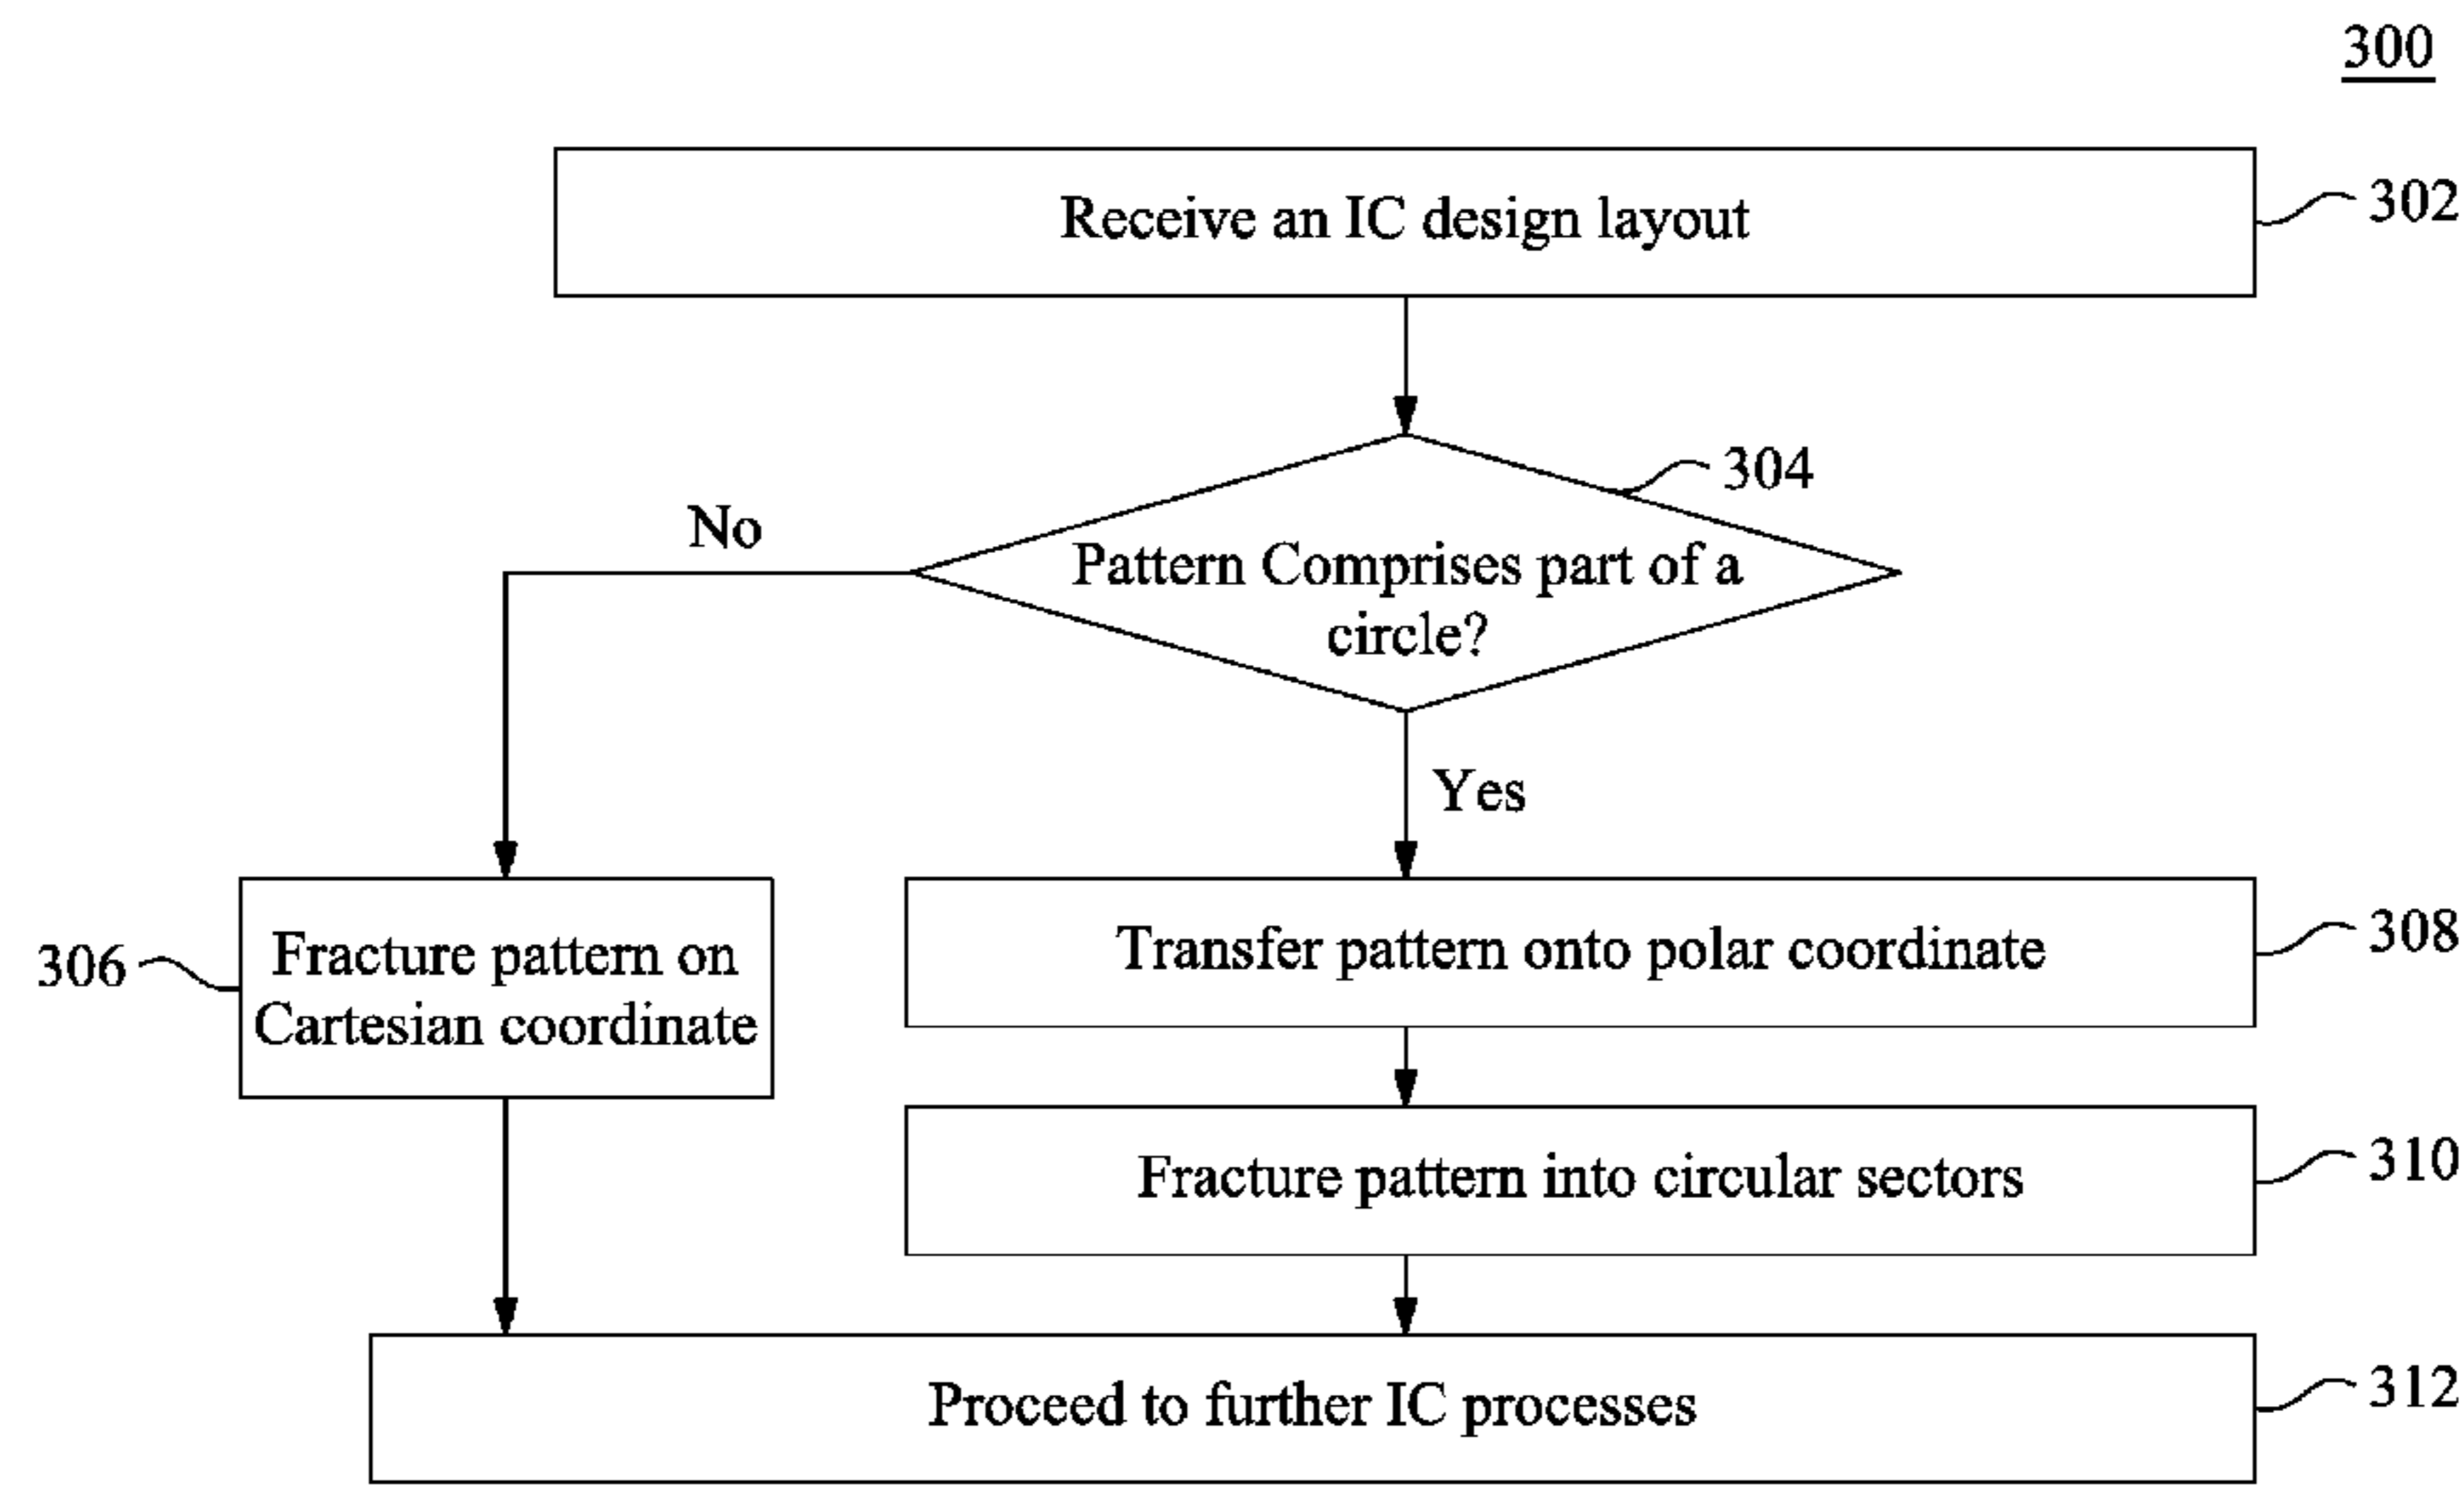 300
Receive an IC design layout
302
304
No
Pattern Comprises part of a
circle?
Yes
306
Fracture pattern on
Cartesian coordinate
Transfer pattern onto polar coordinate
308
Fracture pattern into circular sectors
310
Proceed to further IC processes
312